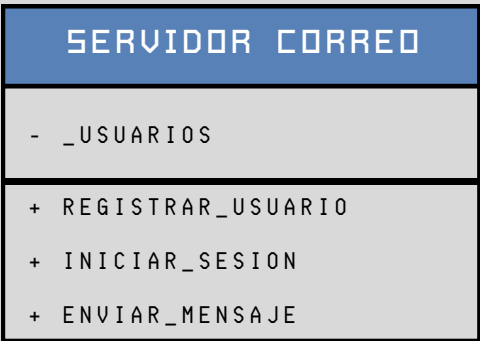 SERVIDOR CORREO
- _USUARIOS
+ REGISTRAR_USUARIO
+ INICIAR_SESION
+ ENVIAR_MENSAJE